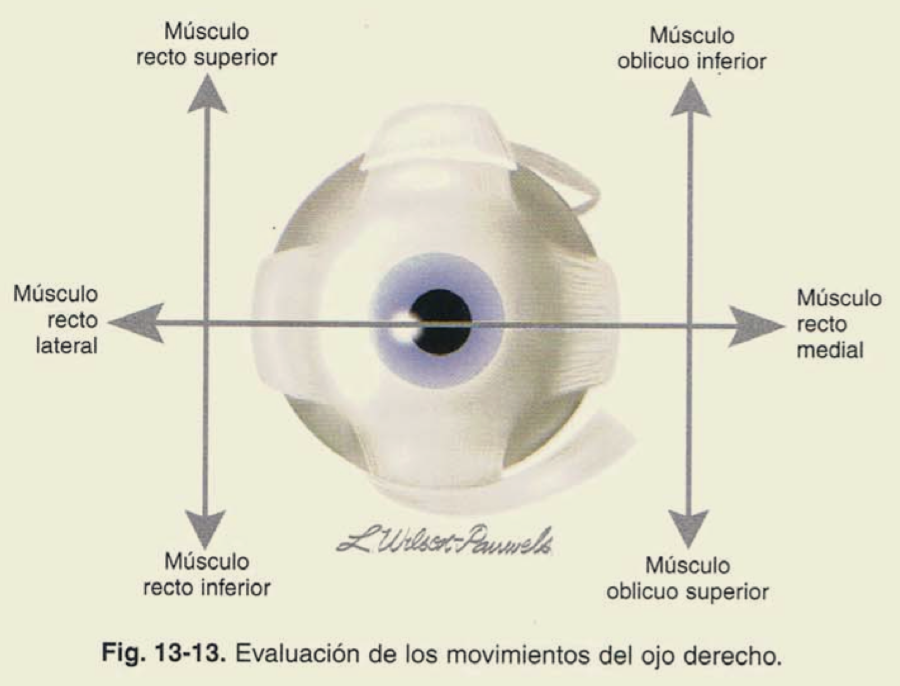 Músculo
recto superior
Músculo
oblicuo inferior
Músculo
recto
lateral
Músculo
recto
medial
L. Wilson-Pauwels
Músculo
recto inferior
Músculo
oblicuo superior
Fig. 13-13. Evaluación de los movimientos del ojo derecho.